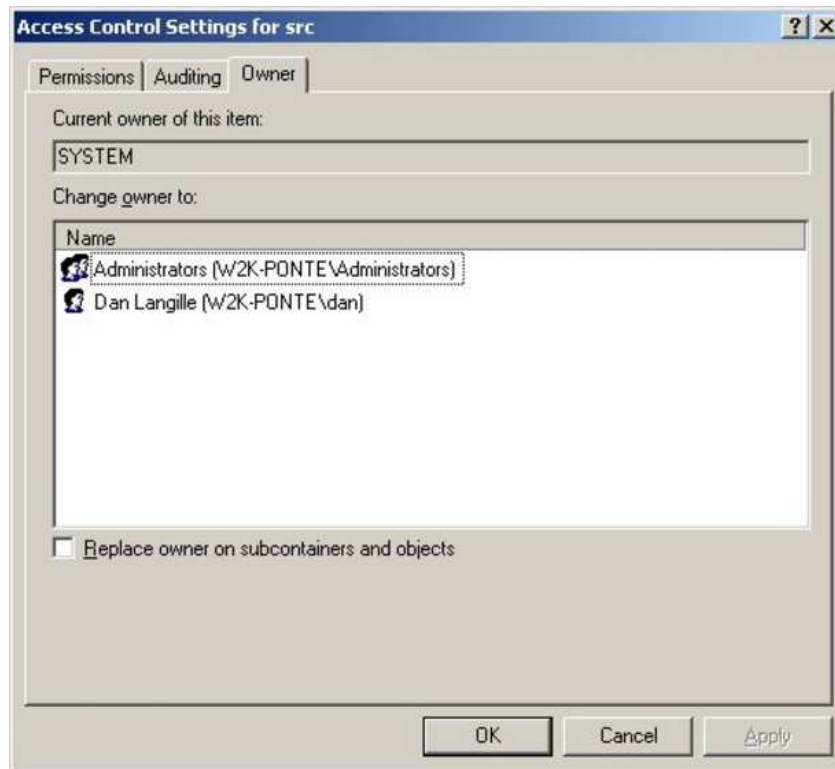 Access Control Settings for src
Permissions Auditing Owner
Current owner of this item:
SYSTEM
Change owner to:
Name
Administrators (W2K-PONTE\Administrators)
Dan Langille (W2K-PONTE\dan)
Replace owner on subcontainers and objects
OK Cancel Apply